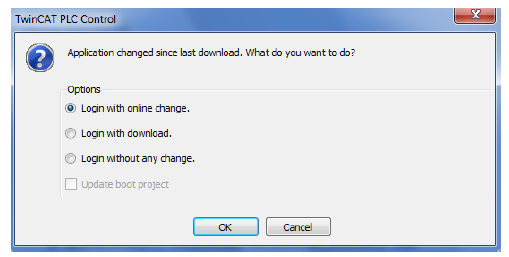 TwinCAT PLC Control
Application changed since last download. What do you want to do?
Options
Login with online change.
Login with download.
Login without any change.
Update boot project
OK
Cancel